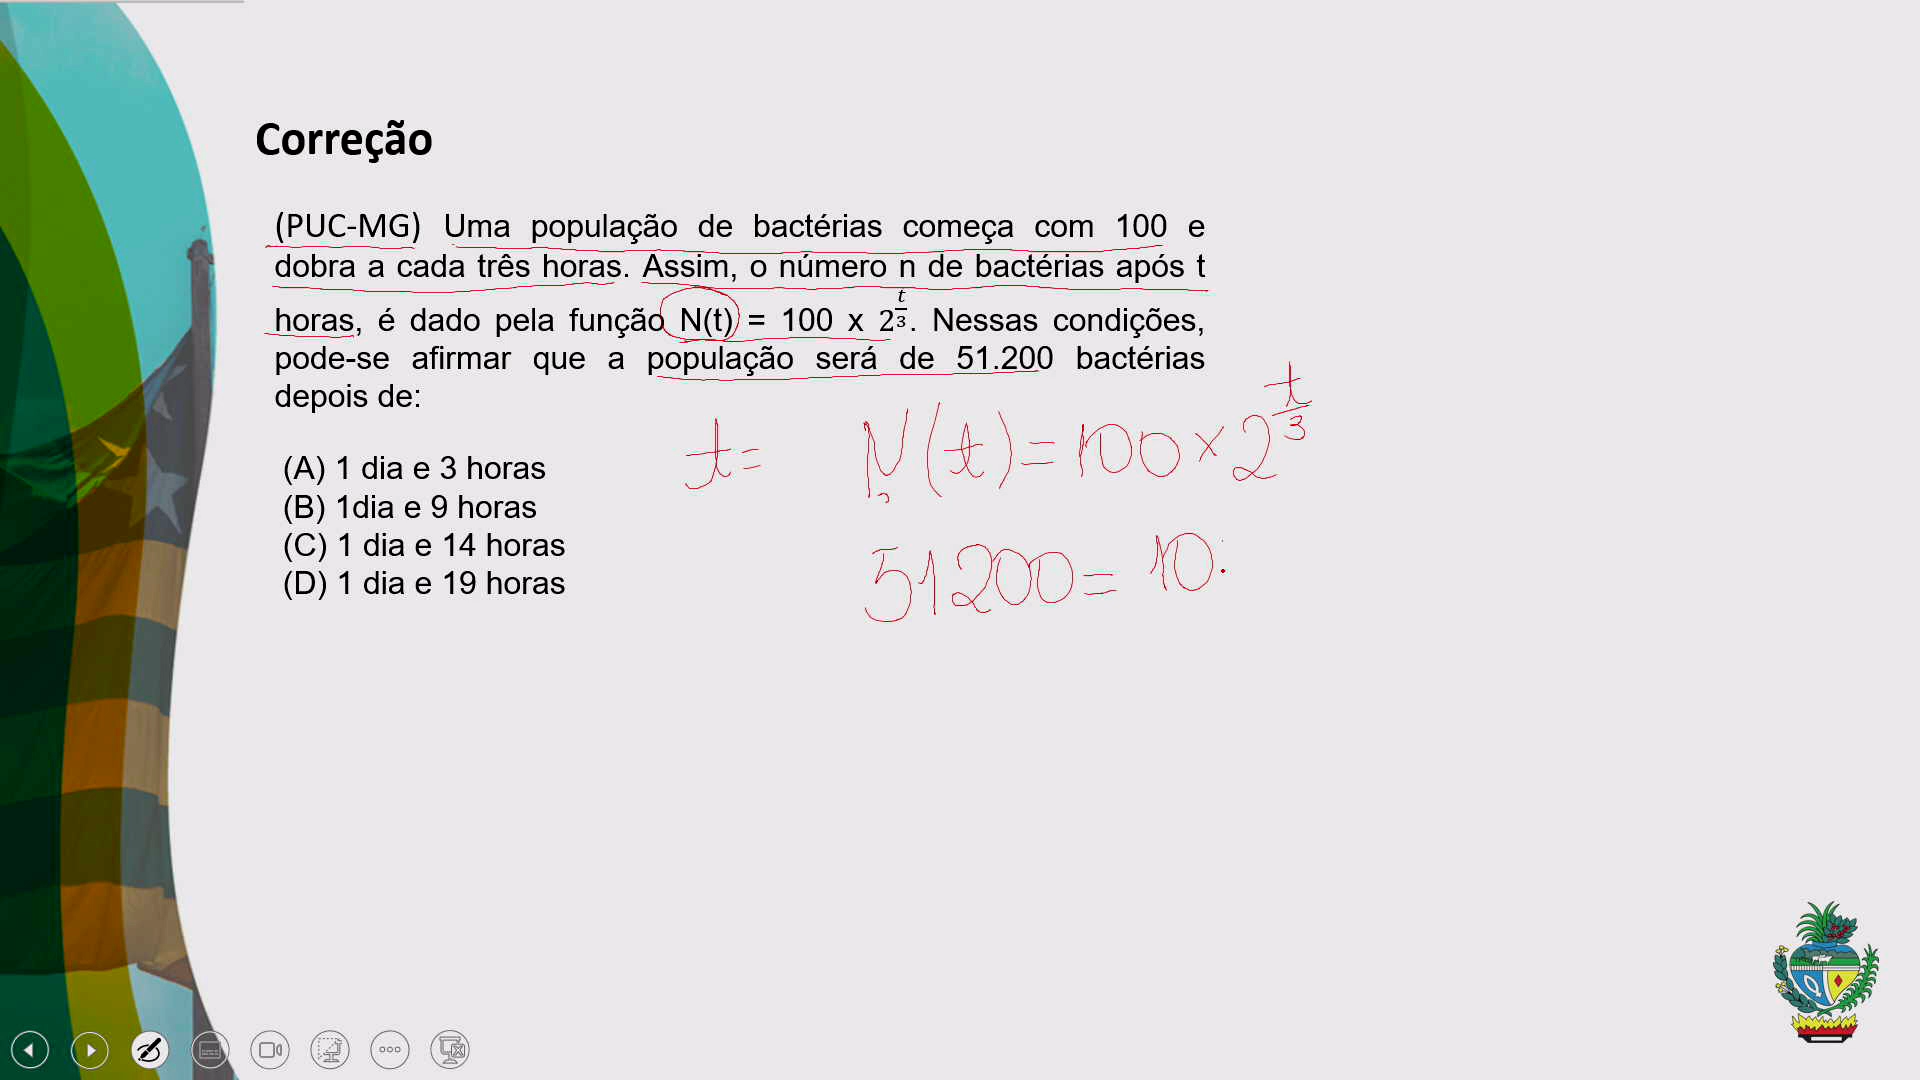 Correção
(PUC-MG) Uma população de bactérias começa com 100 e
dobra a cada três horas. Assim, o número n de bactérias após t
horas, é dado pela função N(t) = 100 x 2^(t/3). Nessas condições,
pode-se afirmar que a população será de 51.200 bactérias
depois de:
t= N(t)=100×2^(t/3)
(A) 1 dia e 3 horas
(B) 1dia e 9 horas
(C) 1 dia e 14 horas
(D) 1 dia e 19 horas
51200= 10